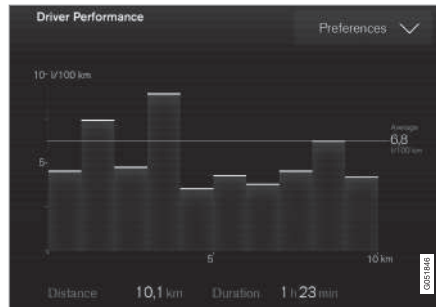 Driver Performance
Preferences
10- l/100 km
Average
6,8
l/100 km
5-
5
10 km
Distance 10,1 km Duration 1 h 23 min
G051846